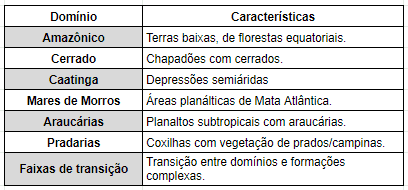 Domínio Características
Amazônico Terras baixas, de florestas equatoriais.
Cerrado Chapadões com cerrados.
Caatinga Depressões semiáridas
Mares de Morros Áreas planálticas de Mata Atlântica.
Araucárias Planaltos subtropicais com araucárias.
Pradarias Coxilhas com vegetação de prados/campinas.
Faixas de transição Transição entre domínios e formações
complexas.